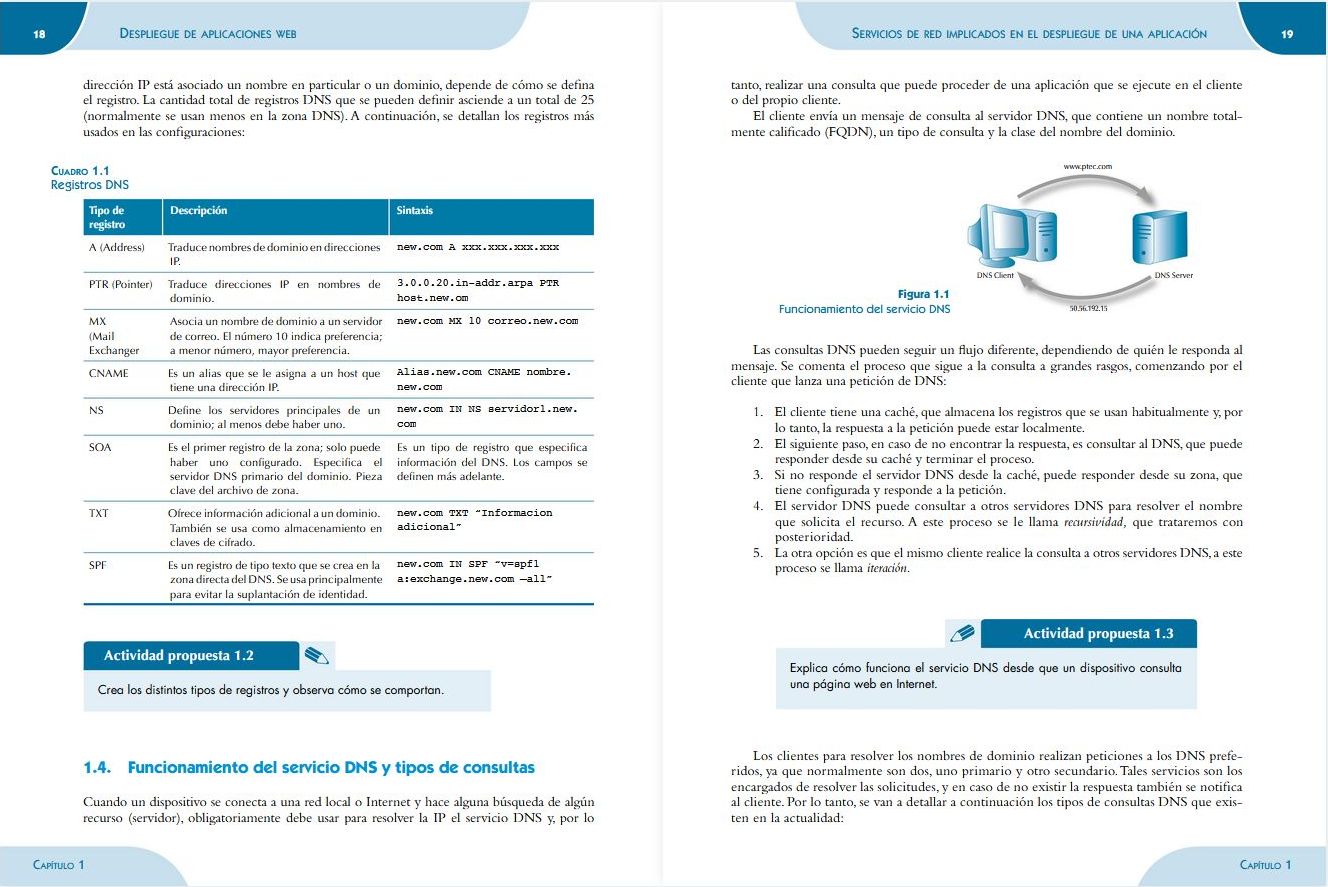 18
Despliegue de aplicaciones web
dirección IP está asociado un nombre en particular o un dominio, depende de cómo se defina
el registro. La cantidad total de registros DNS que se pueden definir asciende a un total de 25
(normalmente se usan menos en la zona DNS). A continuación, se detallan los registros más
usados en las configuraciones:
Cuadro 1.1
Registros DNS
Tipo de
registro
Descripción
Sintaxis
A (Address)
Traduce nombres de dominio en direcciones
IP.
new.com A xxx.xxx.xxx.xxx
PTR (Pointer)
Traduce direcciones IP en nombres de
dominio.
3.0.0.20.in-addr.arpa PTR
host.new.om
MX
(Mail
Exchanger
Asocia un nombre de dominio a un servidor
de correo. El número 10 indica preferencia;
a menor número, mayor preferencia.
new.com MX 10 correo.new.com
CNAME
Es un alias que se le asigna a un host que
tiene una dirección IP.
Alias.new.com CNAME nombre.
new.com
NS
Define los servidores principales de un
dominio; al menos debe haber uno.
new.com IN NS servidor1.new.
com
SOA
Es el primer registro de la zona; solo puede
haber uno configurado. Especifica el
servidor DNS primario del dominio. Pieza
clave del archivo de zona.
Es un tipo de registro que especifica
información del DNS. Los campos se
definen más adelante.
TXT
Ofrece información adicional a un dominio.
También se usa como almacenamiento en
claves de cifrado.
new.com TXT "Informacion
adicional"
SPF
Es un registro de tipo texto que se crea en la
zona directa del DNS. Se usa principalmente
para evitar la suplantación de identidad.
new.com IN SPF "v=spf1
a:exchange.new.com –all"
Actividad propuesta 1.2
Crea los distintos tipos de registros y observa cómo se comportan.
1.4. Funcionamiento del servicio DNS y tipos de consultas
Cuando un dispositivo se conecta a una red local o Internet y hace alguna búsqueda de algún
recurso (servidor), obligatoriamente debe usar para resolver la IP el servicio DNS y, por lo
Capítulo 1
Servicios de red implicados en el despliegue de una aplicación
19
tanto, realizar una consulta que puede proceder de una aplicación que se ejecute en el cliente
o del propio cliente.
El cliente envía un mensaje de consulta al servidor DNS, que contiene un nombre total-
mente calificado (FQDN), un tipo de consulta y la clase del nombre del dominio.
www.ptec.com
DNS Client
DNS Server
50.56.192.15
Figura 1.1
Funcionamiento del servicio DNS
Las consultas DNS pueden seguir un flujo diferente, dependiendo de quién le responda al
mensaje. Se comenta el proceso que sigue a la consulta a grandes rasgos, comenzando por el
cliente que lanza una petición de DNS:
1. El cliente tiene una caché, que almacena los registros que se usan habitualmente y, por
lo tanto, la respuesta a la petición puede estar localmente.
2. El siguiente paso, en caso de no encontrar la respuesta, es consultar al DNS, que puede
responder desde su caché y terminar el proceso.
3. Si no responde el servidor DNS desde la caché, puede responder desde su zona, que
tiene configurada y responde a la petición.
4. El servidor DNS puede consultar a otros servidores DNS para resolver el nombre
que solicita el recurso. A este proceso se le llama recursividad, que trataremos con
posterioridad.
5. La otra opción es que el mismo cliente realice la consulta a otros servidores DNS, a este
proceso se llama iteración.
Actividad propuesta 1.3
Explica cómo funciona el servicio DNS desde que un dispositivo consulta
una página web en Internet.
Los clientes para resolver los nombres de dominio realizan peticiones a los DNS prefe-
ridos, ya que normalmente son dos, uno primario y otro secundario. Tales servicios son los
encargados de resolver las solicitudes, y en caso de no existir la respuesta también se notifica
al cliente. Por lo tanto, se van a detallar a continuación los tipos de consultas DNS que exis-
ten en la actualidad:
Capítulo 1